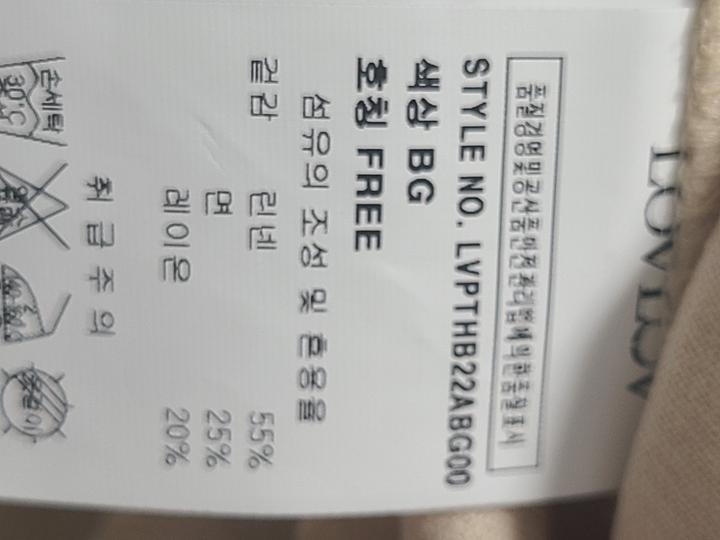 품질경영및공산품안전관리법에의한품질표시
STYLE NO. LVPTHB22ABG00
색상 BG
호칭 FREE
섬유의 조성 및 혼용율
겉감 린넨 55%
면 25%
레이온 20%
취급주의
손세탁
30℃